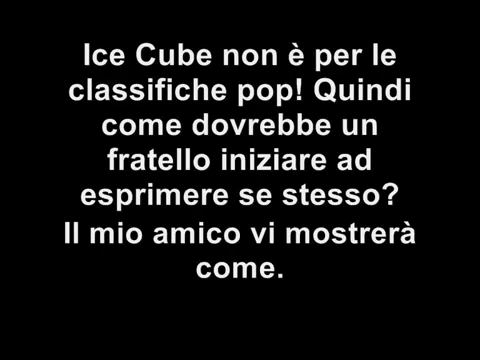 Ice Cube non è per le
classifiche pop! Quindi
come dovrebbe un
fratello iniziare ad
esprimere se stesso?
Il mio amico vi mostrerà
come.